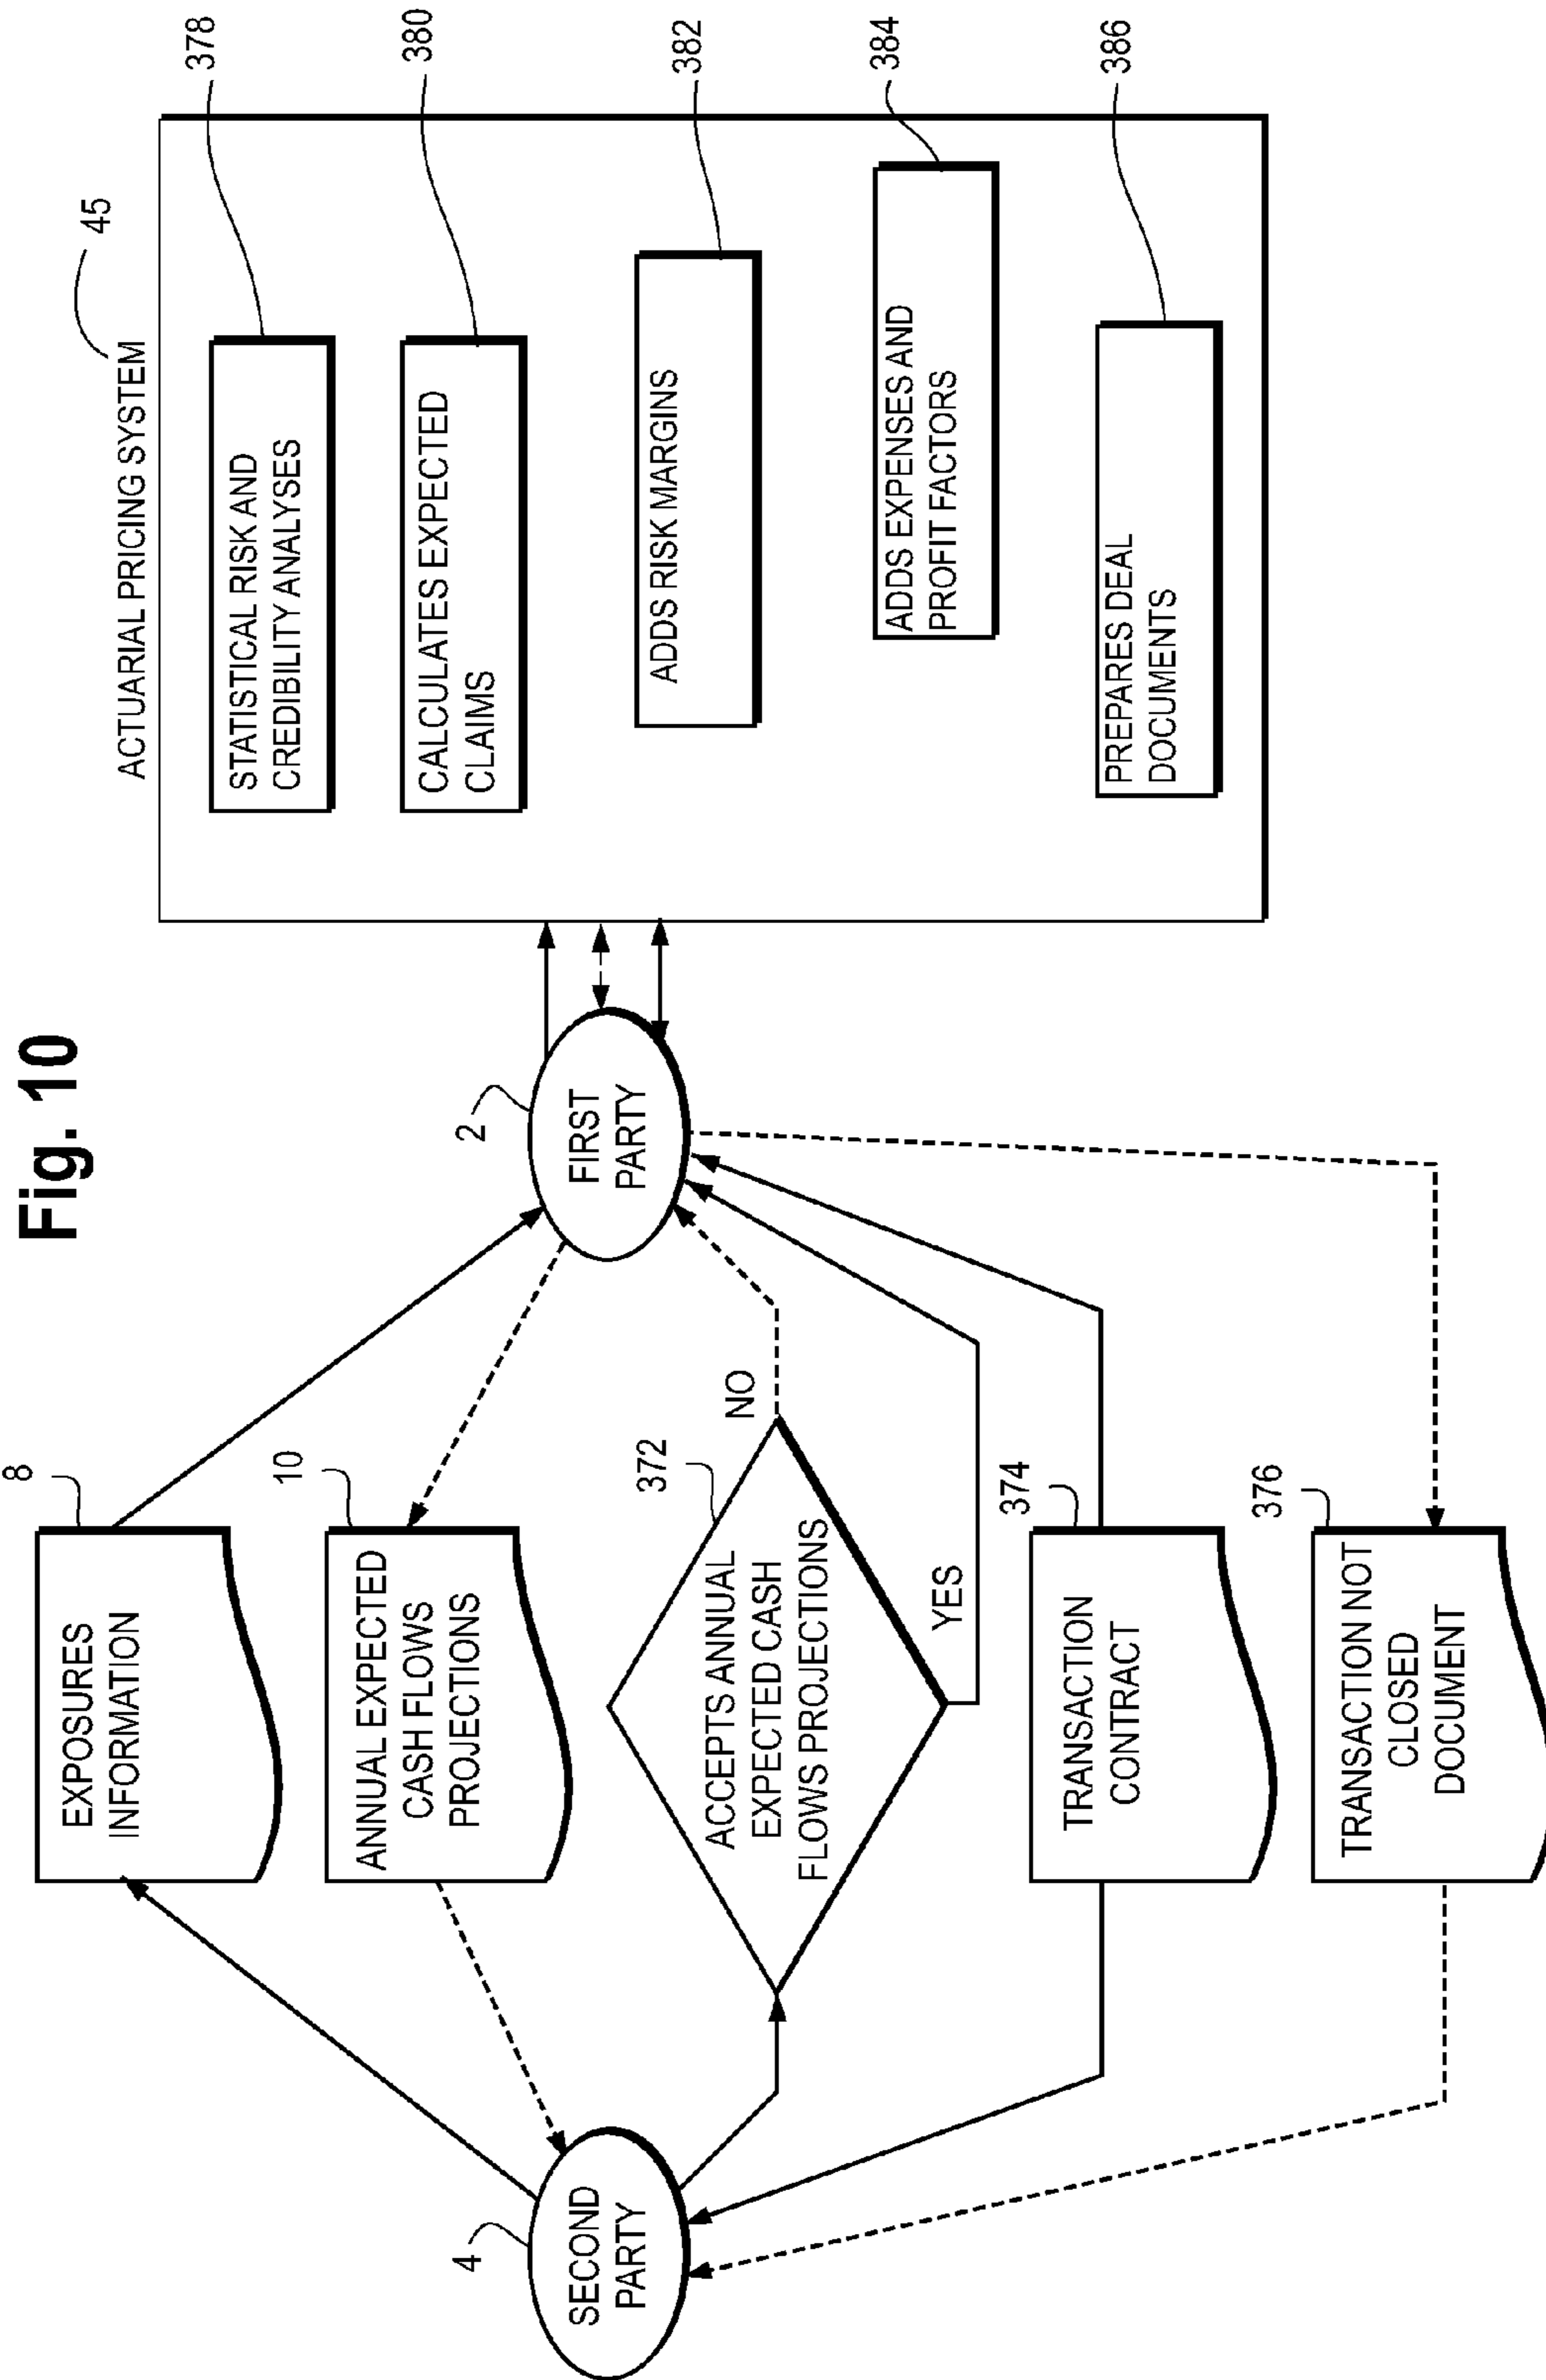 Fig. 10
8
EXPOSURES
INFORMATION
10
ANNUAL EXPECTED
CASH FLOWS
PROJECTIONS
4
SECOND
PARTY
372
ACCEPTS ANNUAL
EXPECTED CASH
FLOWS PROJECTIONS
NO
YES
374
TRANSACTION
CONTRACT
376
TRANSACTION NOT
CLOSED
DOCUMENT
2
FIRST
PARTY
ACTUARIAL PRICING SYSTEM
45
STATISTICAL RISK AND
CREDIBILITY ANALYSES
378
CALCULATES EXPECTED
CLAIMS
380
ADDS RISK MARGINS
382
ADDS EXPENSES AND
PROFIT FACTORS
384
PREPARES DEAL
DOCUMENTS
386